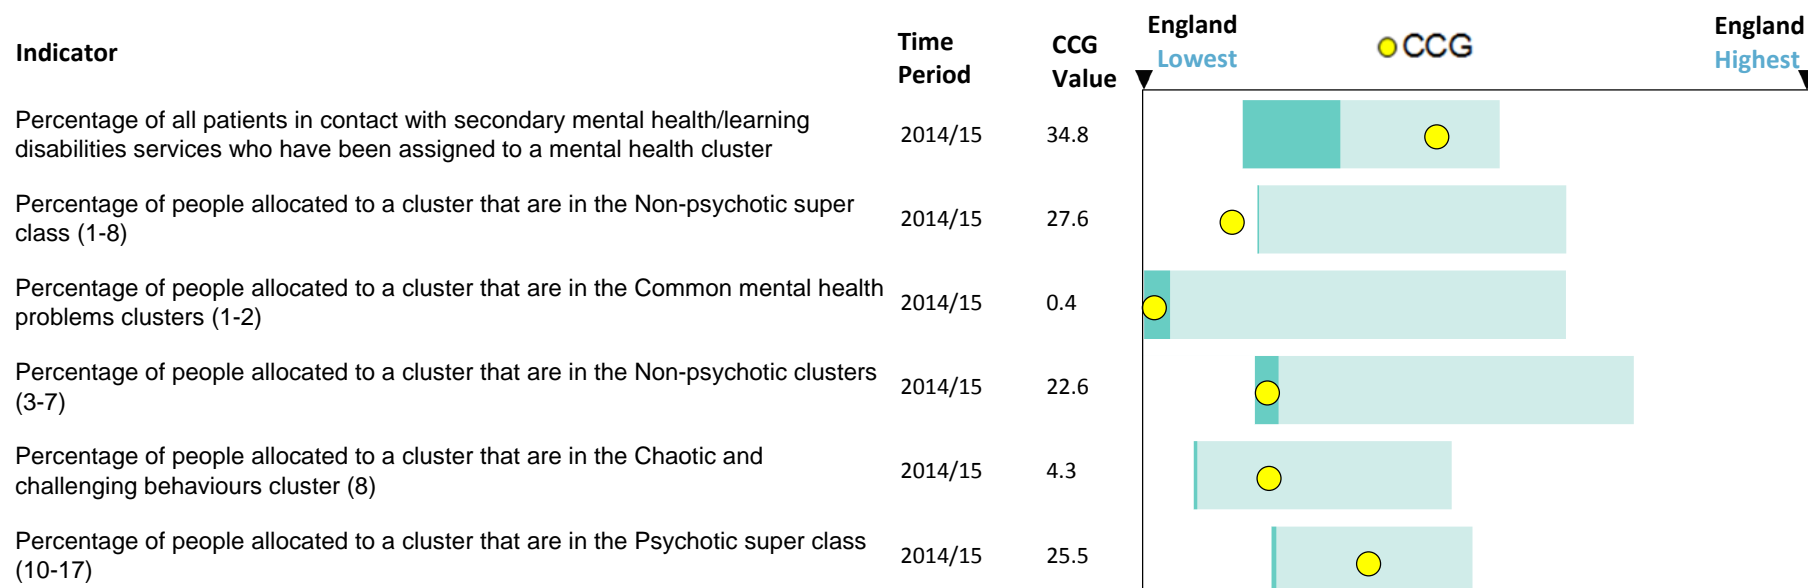 Indicator
Time Period
CCG Value
England Lowest
CCG
England Highest
Percentage of all patients in contact with secondary mental health/learning
disabilities services who have been assigned to a mental health cluster
2014/15
34.8
Percentage of people allocated to a cluster that are in the Non-psychotic super
class (1-8)
2014/15
27.6
Percentage of people allocated to a cluster that are in the Common mental health
problems clusters (1-2)
2014/15
0.4
Percentage of people allocated to a cluster that are in the Non-psychotic clusters
(3-7)
2014/15
22.6
Percentage of people allocated to a cluster that are in the Chaotic and
challenging behaviours cluster (8)
2014/15
4.3
Percentage of people allocated to a cluster that are in the Psychotic super class
(10-17)
2014/15
25.5